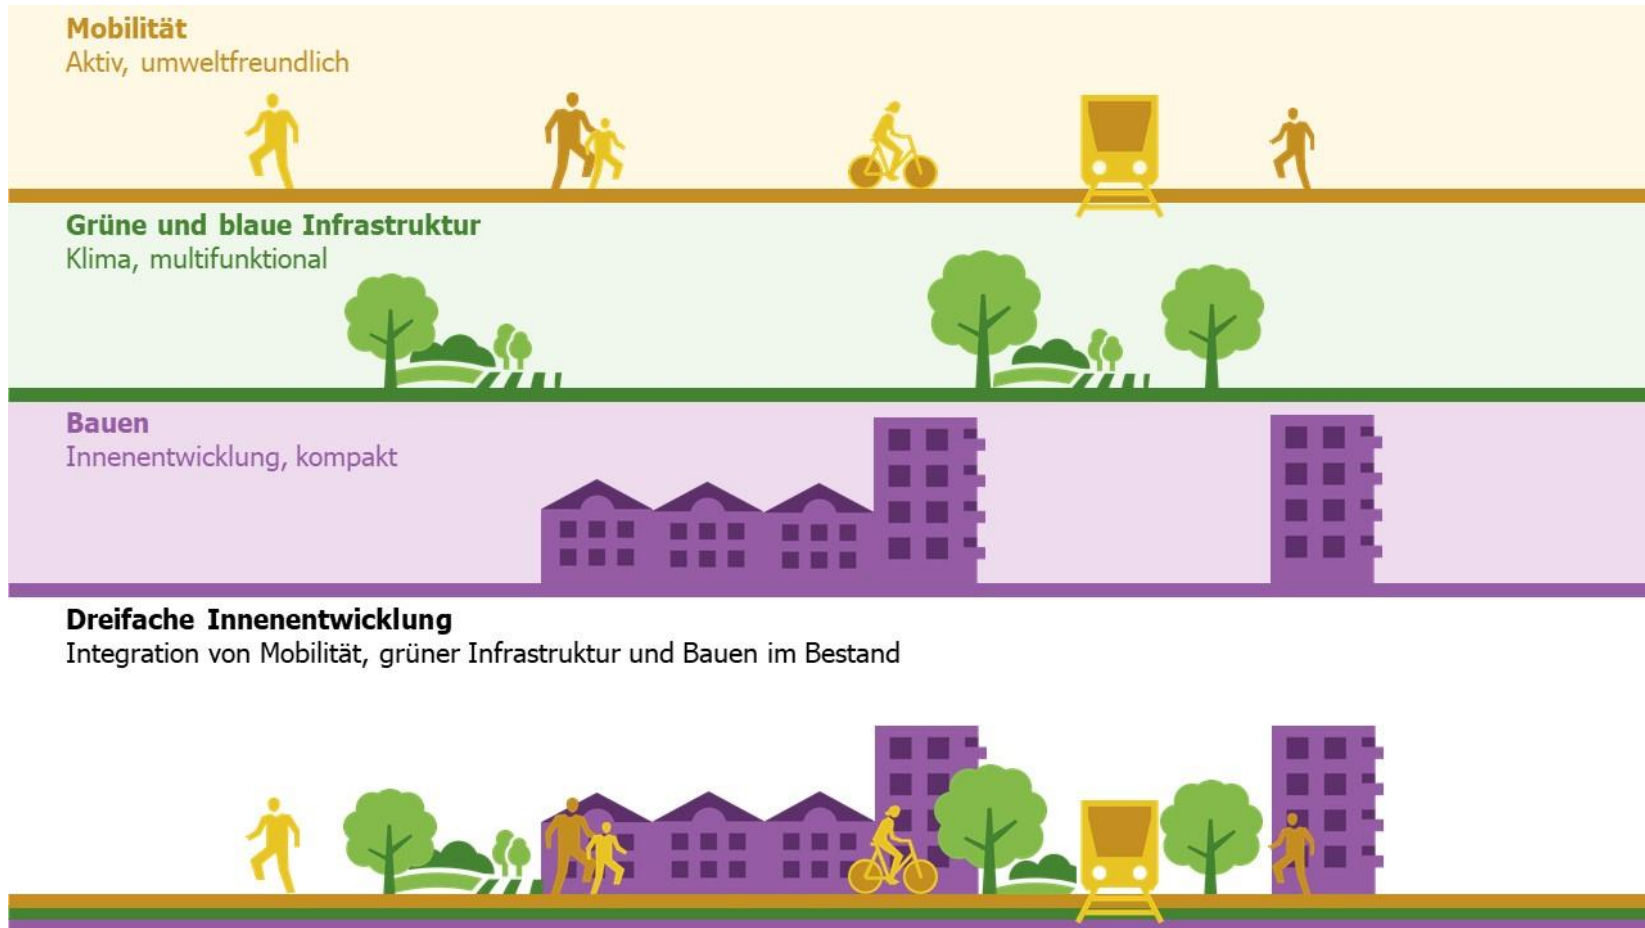 Mobilität
Aktiv, umweltfreundlich
Grüne und blaue Infrastruktur
Klima, multifunktional
Bauen
Innenentwicklung, kompakt
Dreifache Innenentwicklung
Integration von Mobilität, grüner Infrastruktur und Bauen im Bestand